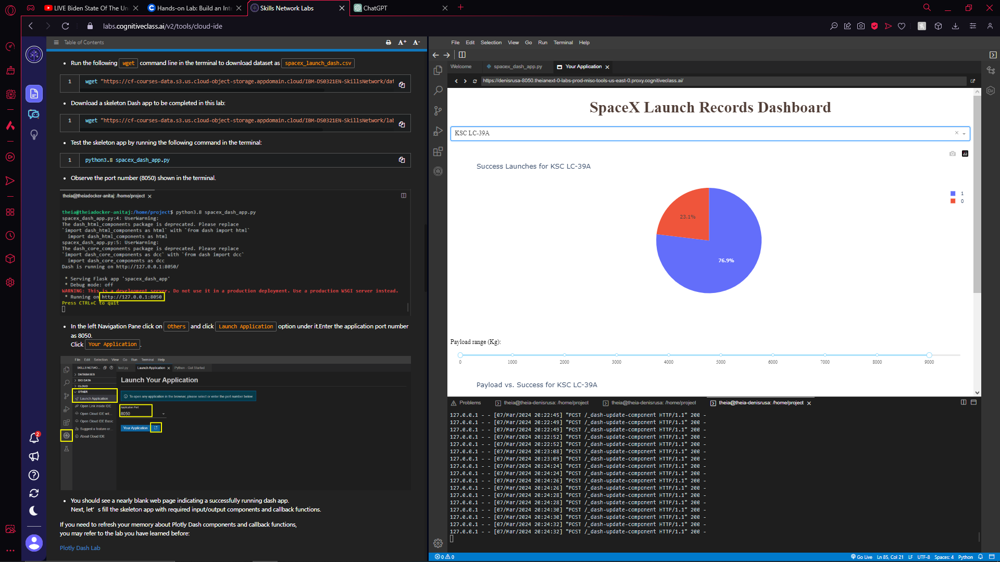 LIVE Biden State Of The Un
Hands-on Lab: Build an Inte
Skills Network Labs
ChatGPT
labs.cognitiveclass.ai/v2/tools/cloud-ide
Table of Contents
A+ A-
Run the following wget command line in the terminal to download dataset as spacex_launch_dash.csv
1 wget "https://cf-courses-data.s3.us.cloud-object-storage.appdomain.cloud/IBM-DS0321EN-SkillsNetwork/dat
Download a skeleton Dash app to be completed in this lab:
1 wget "https://cf-courses-data.s3.us.cloud-object-storage.appdomain.cloud/IBM-DS0321EN-SkillsNetwork/lab
Test the skeleton app by running the following command in the terminal:
1 python3.8 spacex_dash_app.py
Observe the port number (8050) shown in the terminal.
theia@theiadocker-anitaj: /home/project
theia@theiadocker-anitaj:/home/project$ python3.8 spacex_dash_app.py
spacex_dash_app.py:4: UserWarning:
The dash_html_components package is deprecated. Please replace
`import dash_html_components as html` with `from dash import html`
import dash_html_components as html
spacex_dash_app.py:5: UserWarning:
The dash_core_components package is deprecated. Please replace
`import dash_core_components as dcc` with `from dash import dcc`
import dash_core_components as dcc
Dash is running on http://127.0.0.1:8050/
* Serving Flask app 'spacex_dash_app'
* Debug mode: off
WARNING: This is a development server. Do not use it in a production deployment. Use a production WSGI server instead.
* Running on http://127.0.0.1:8050
Press CTRL+C to quit
In the left Navigation Pane click on Others and click Launch Application option under it.Enter the application port number
as 8050.
Click Your Application.
File Edit Selection View Go Run Terminal Help
SKILLS NETWO... test.py Launch Application Python - Get Started
DATABASES
BIG DATA
CLOUD
OTHER
Launch Application
Open Link inside IDE
Open Cloud IDE wit...
Open Cloud IDE Basic
Suggest a feature or...
About Cloud IDE
Launch Your Application
To open any application in the browser, please select or enter the port number below
Application Port
8050
Your Application
You should see a nearly blank web page indicating a successfully running dash app.
Next, let's fill the skeleton app with required input/output components and callback functions.
If you need to refresh your memory about Plotly Dash components and callback functions,
you may refer to the lab you have learned before:
Plotly Dash Lab
2
File Edit Selection View Go Run Terminal Help
Welcome spacex_dash_app.py Your Application
https://denisrusa-8050.theianext-0-labs-prod-misc-tools-us-east-0.proxy.cognitiveclass.ai/
SpaceX Launch Records Dashboard
KSC LC-39A
Success Launches for KSC LC-39A
1
0
23.1%
76.9%
Payload range (Kg):
0 1000 2000 3000 4000 5000 6000 7000 8000 9000
Payload vs. Success for KSC LC-39A
Problems theia@theia-denisrusa: /home/project theia@theia-denisrusa: /home/project theia@theia-denisrusa: /home/project
127.0.0.1 - - [07/Mar/2024 20:22:45] "POST /_dash-update-component HTTP/1.1" 200 -
127.0.0.1 - - [07/Mar/2024 20:22:49] "POST /_dash-update-component HTTP/1.1" 200 -
127.0.0.1 - - [07/Mar/2024 20:22:49] "POST /_dash-update-component HTTP/1.1" 200 -
127.0.0.1 - - [07/Mar/2024 20:22:52] "POST /_dash-update-component HTTP/1.1" 200 -
127.0.0.1 - - [07/Mar/2024 20:22:52] "POST /_dash-update-component HTTP/1.1" 200 -
127.0.0.1 - - [07/Mar/2024 20:23:08] "POST /_dash-update-component HTTP/1.1" 200 -
127.0.0.1 - - [07/Mar/2024 20:23:09] "POST /_dash-update-component HTTP/1.1" 200 -
127.0.0.1 - - [07/Mar/2024 20:24:24] "POST /_dash-update-component HTTP/1.1" 200 -
127.0.0.1 - - [07/Mar/2024 20:24:24] "POST /_dash-update-component HTTP/1.1" 200 -
127.0.0.1 - - [07/Mar/2024 20:24:26] "POST /_dash-update-component HTTP/1.1" 200 -
127.0.0.1 - - [07/Mar/2024 20:24:26] "POST /_dash-update-component HTTP/1.1" 200 -
127.0.0.1 - - [07/Mar/2024 20:24:28] "POST /_dash-update-component HTTP/1.1" 200 -
127.0.0.1 - - [07/Mar/2024 20:24:28] "POST /_dash-update-component HTTP/1.1" 200 -
127.0.0.1 - - [07/Mar/2024 20:24:30] "POST /_dash-update-component HTTP/1.1" 200 -
127.0.0.1 - - [07/Mar/2024 20:24:30] "POST /_dash-update-component HTTP/1.1" 200 -
127.0.0.1 - - [07/Mar/2024 20:24:32] "POST /_dash-update-component HTTP/1.1" 200 -
127.0.0.1 - - [07/Mar/2024 20:24:32] "POST /_dash-update-component HTTP/1.1" 200 -
0 0 Go Live Ln 85, Col 21 LF UTF-8 Spaces: 4 Python